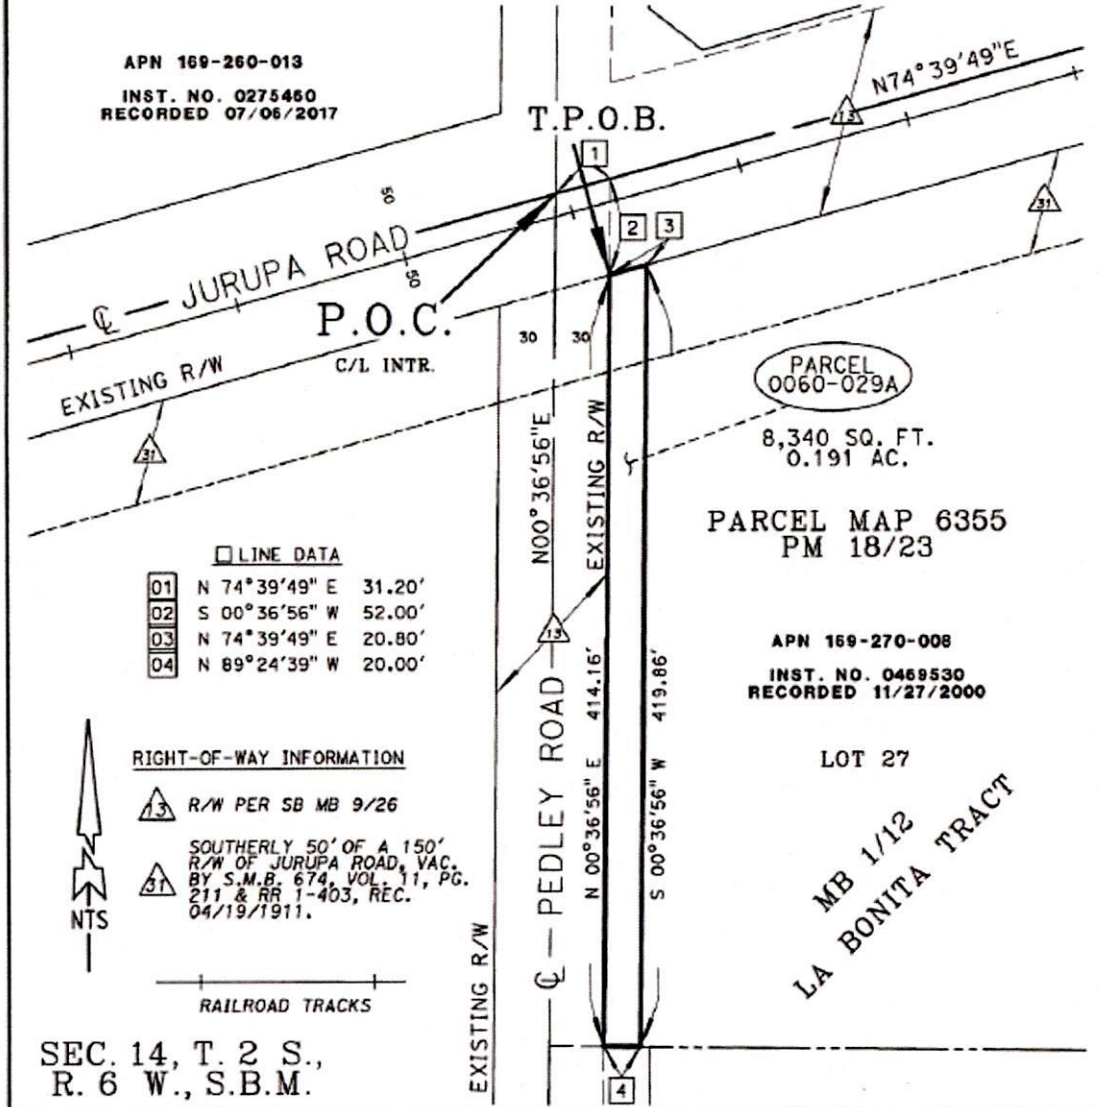 APN 169-260-013
INST. NO. 0275460
RECORDED 07/06/2017
T.P.O.B.
N74°39'49"E
13
1
31
50
2
3
℄ JURUPA ROAD
50
P.O.C.
C/L INTR.
30
30
EXISTING R/W
31
PARCEL
0060-029A
8,340 SQ. FT.
0.191 AC.
N00°36'56"E
EXISTING R/W
PARCEL MAP 6355
PM 18/23
LINE DATA
01 N 74°39'49" E 31.20'
02 S 00°36'56" W 52.00'
03 N 74°39'49" E 20.80'
04 N 89°24'39" W 20.00'
13
APN 169-270-008
INST. NO. 0469530
RECORDED 11/27/2000
N 00°36'56" E 414.16'
S 00°36'56" W 419.86'
℄ PEDLEY ROAD
LOT 27
MB 1/12
LA BONITA TRACT
RIGHT-OF-WAY INFORMATION
13 R/W PER SB MB 9/26
31 SOUTHERLY 50' OF A 150'
R/W OF JURUPA ROAD, VAC.
BY S.M.B. 674, VOL. 11, PG.
211 & RR 1-403, REC.
04/19/1911.
N
NTS
RAILROAD TRACKS
EXISTING R/W
SEC. 14, T. 2 S.,
R. 6 W., S.B.M.
4